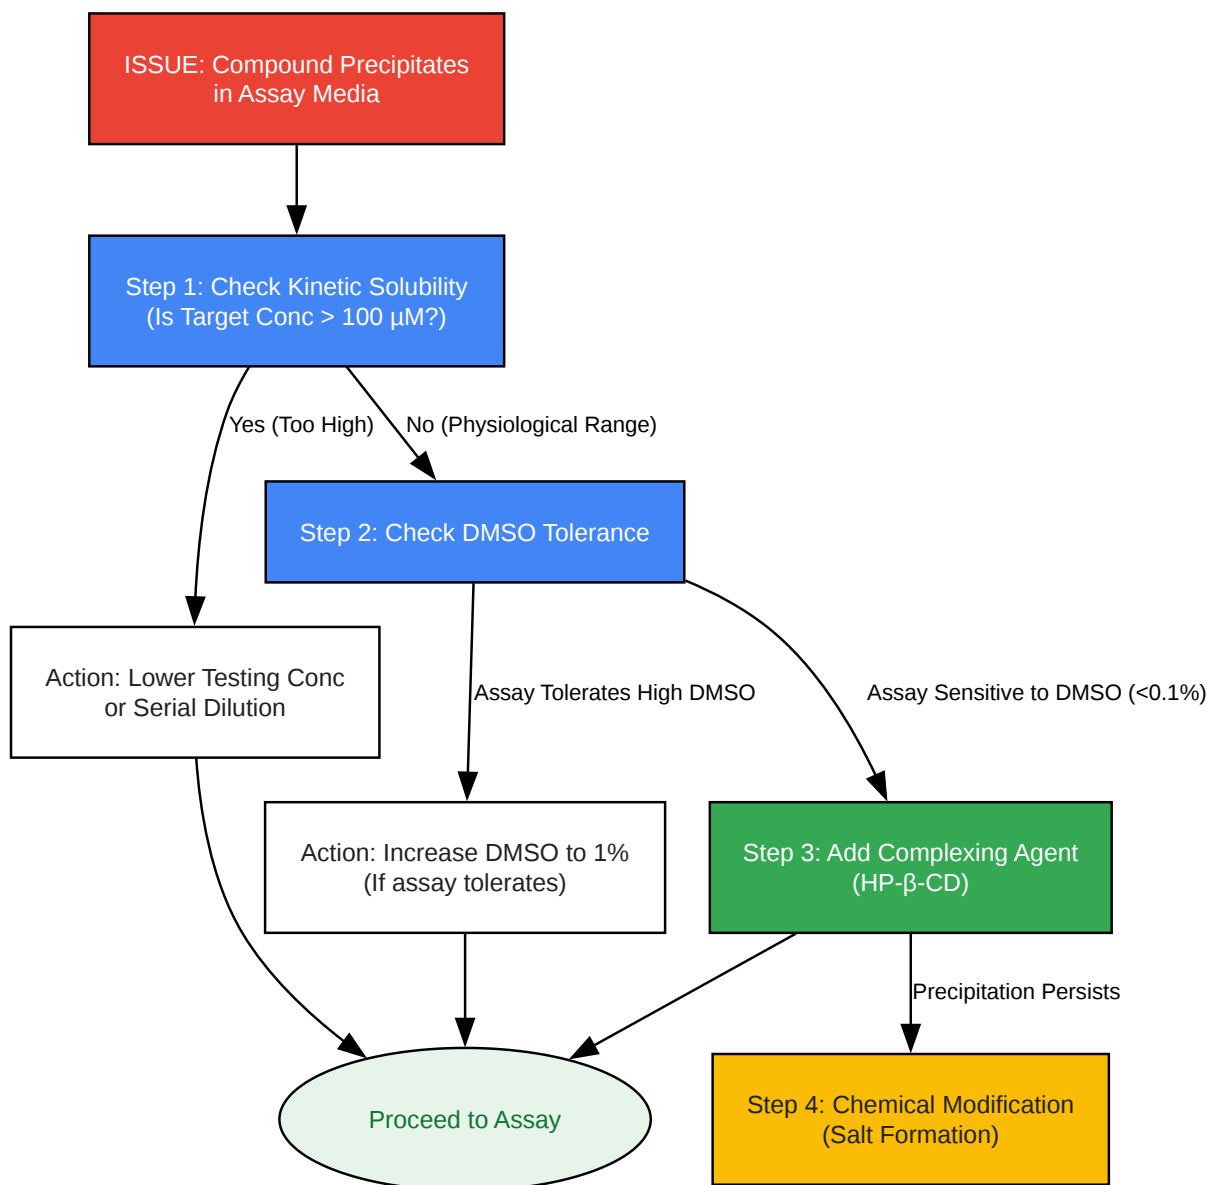 ISSUE: Compound Precipitates
in Assay Media
Step 1: Check Kinetic Solubility
(Is Target Conc > 100 µM?)
Yes (Too High)
No (Physiological Range)
Step 2: Check DMSO Tolerance
Action: Lower Testing Conc
or Serial Dilution
Assay Tolerates High DMSO
Assay Sensitive to DMSO (<0.1%)
Action: Increase DMSO to 1%
(If assay tolerates)
Step 3: Add Complexing Agent
(HP-β-CD)
Precipitation Persists
Proceed to Assay
Step 4: Chemical Modification
(Salt Formation)